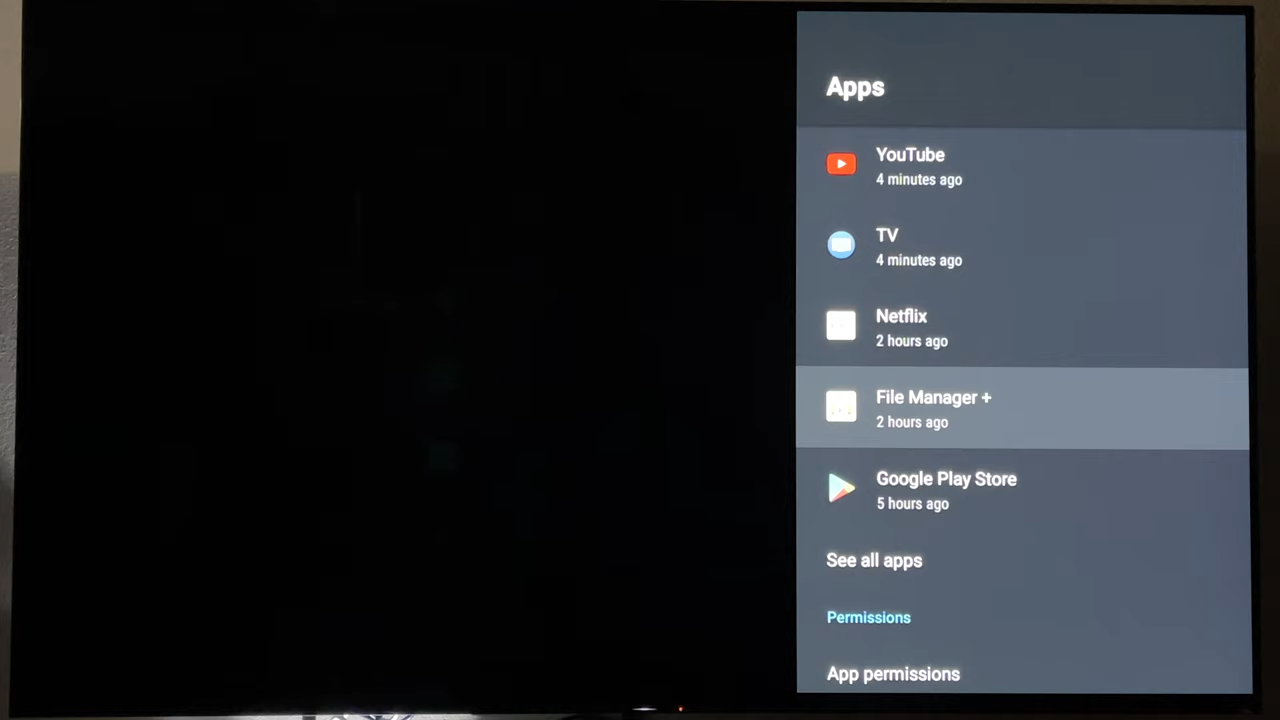 Apps
YouTube
4 minutes ago
TV
4 minutes ago
Netflix
2 hours ago
File Manager +
2 hours ago
Google Play Store
5 hours ago
See all apps
Permissions
App permissions